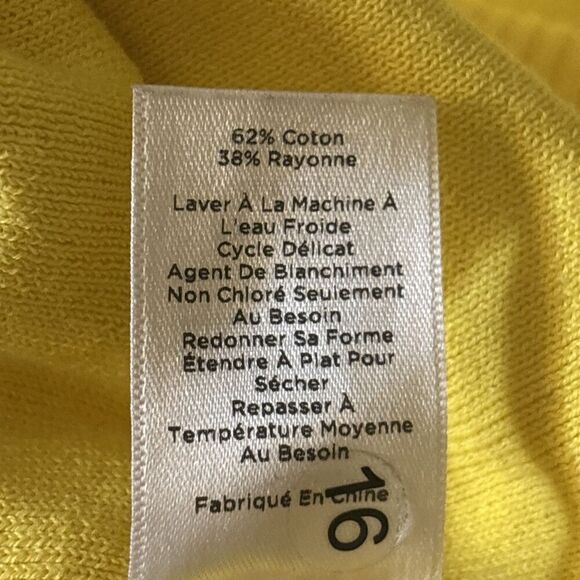 62% Coton
38% Rayonne
Laver À La Machine À
L'eau Froide
Cycle Délicat
Agent De Blanchiment
Non Chloré Seulement
Au Besoin
Redonner Sa Forme
Étendre À Plat Pour
Sécher
Repasser À
Température Moyenne
Au Besoin
Fabriqué En Chine
16